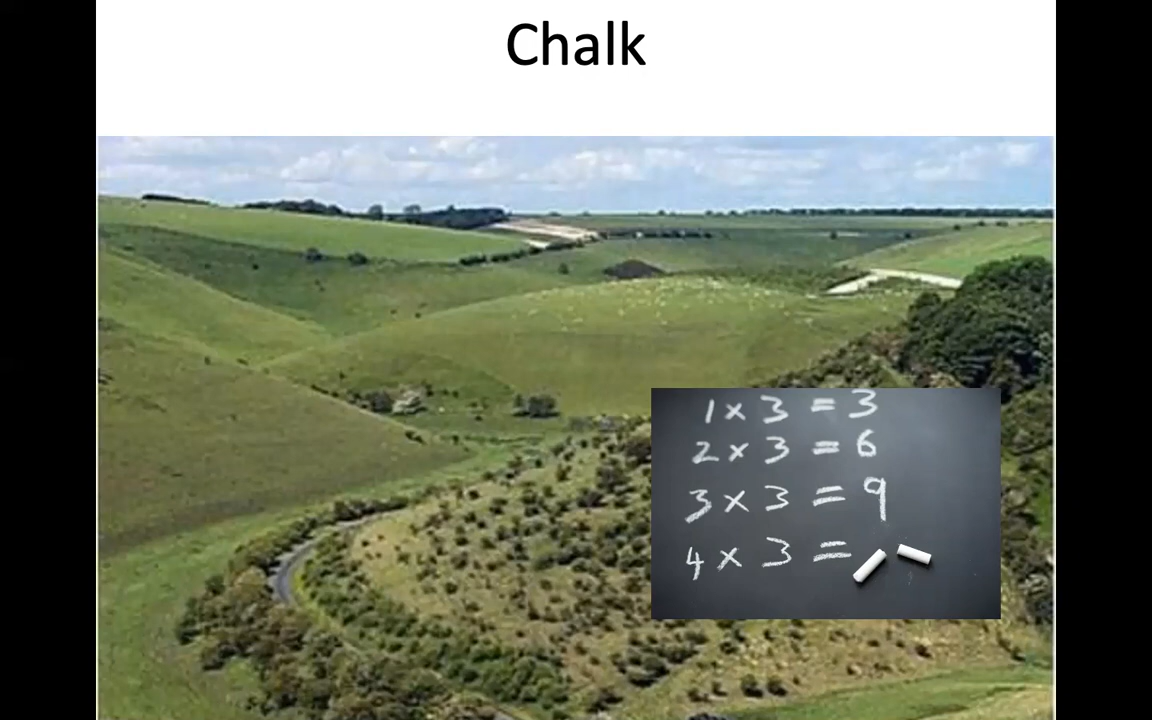 Chalk
1 x 3 = 3
2 x 3 = 6
3 x 3 = 9
4 x 3 =